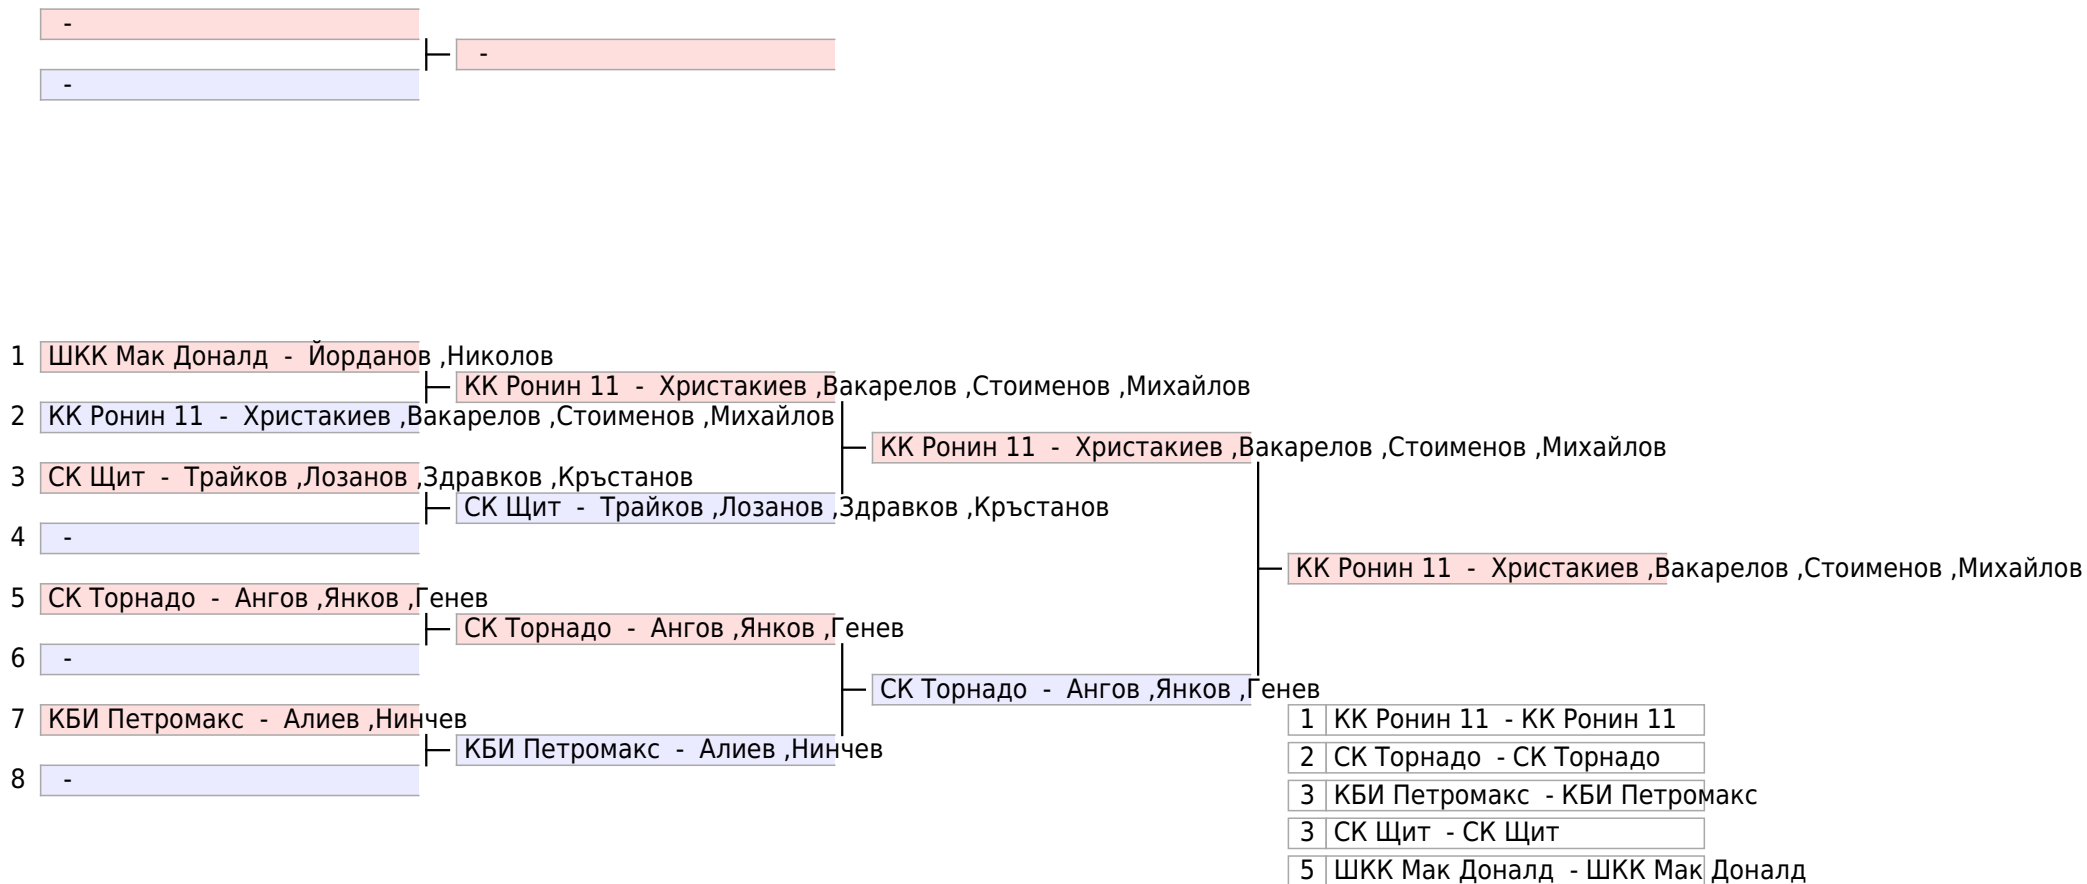 -
-
-
1 ШКК Мак Доналд - Йорданов ,Николов
КК Ронин 11 - Христакиев ,Вакарелов ,Стоименов ,Михайлов
2 КК Ронин 11 - Христакиев ,Вакарелов ,Стоименов ,Михайлов
КК Ронин 11 - Христакиев ,Вакарелов ,Стоименов ,Михайлов
3 СК Щит - Трайков ,Лозанов ,Здравков ,Кръстанов
СК Щит - Трайков ,Лозанов ,Здравков ,Кръстанов
4 -
КК Ронин 11 - Христакиев ,Вакарелов ,Стоименов ,Михайлов
5 СК Торнадо - Ангов ,Янков ,Генев
СК Торнадо - Ангов ,Янков ,Генев
6 -
СК Торнадо - Ангов ,Янков ,Генев
7 КБИ Петромакс - Алиев ,Нинчев
КБИ Петромакс - Алиев ,Нинчев
8 -
1 КК Ронин 11 - КК Ронин 11
2 СК Торнадо - СК Торнадо
3 КБИ Петромакс - КБИ Петромакс
3 СК Щит - СК Щит
5 ШКК Мак Доналд - ШКК Мак Доналд